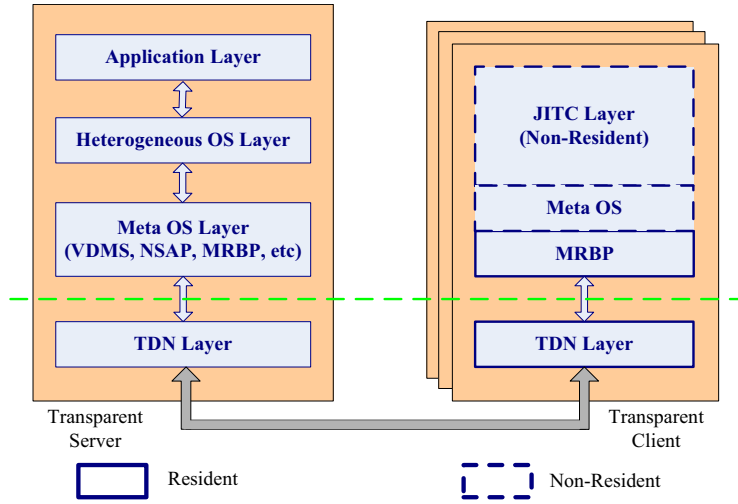 Application Layer
Heterogeneous OS Layer
Meta OS Layer
(VDMS, NSAP, MRBP, etc)
TDN Layer
Transparent
Server
JITC Layer
(Non-Resident)
Meta OS
MRBP
TDN Layer
Transparent
Client
Resident
Non-Resident